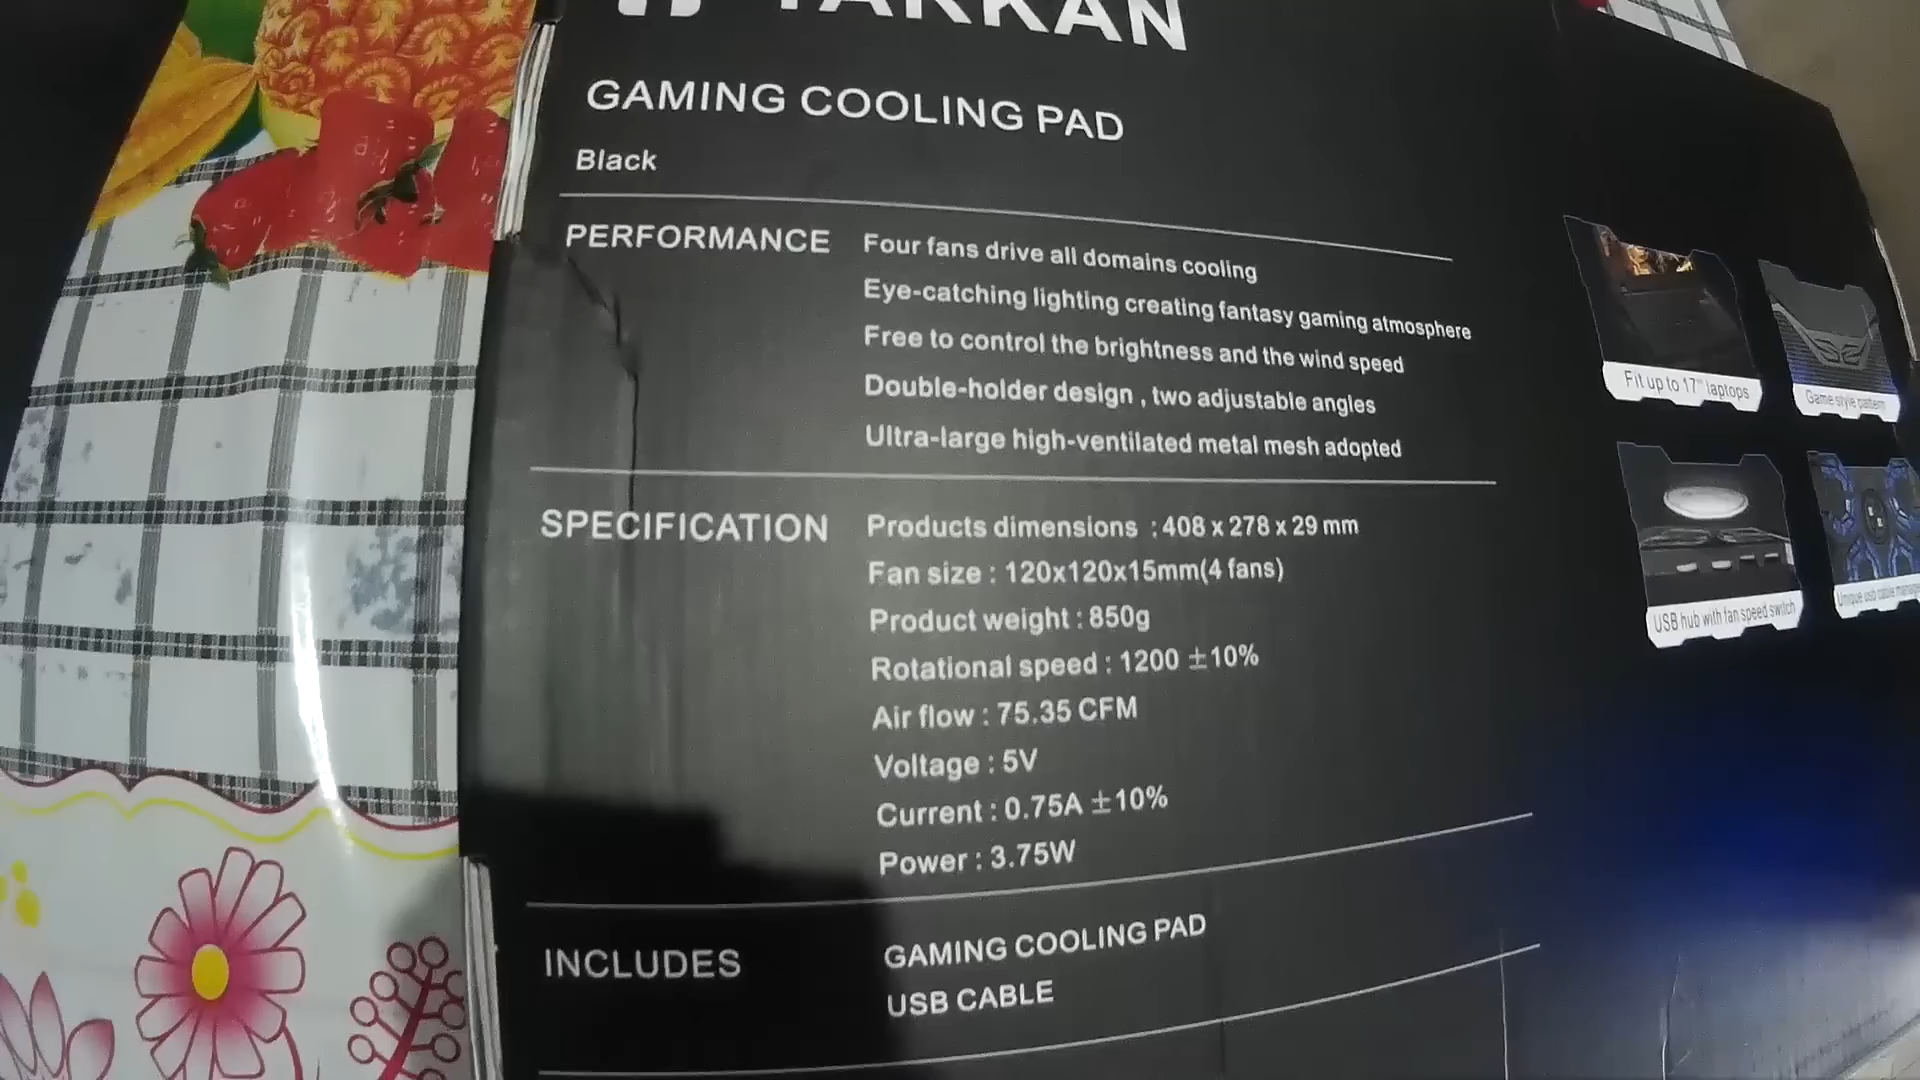 GAMING COOLING PAD
Black
PERFORMANCE
Four fans drive all domains cooling
Eye-catching lighting creating fantasy gaming atmosphere
Free to control the brightness and the wind speed
Double-holder design , two adjustable angles
Ultra-large high-ventilated metal mesh adopted
SPECIFICATION
Products dimensions : 408 x 278 x 29 mm
Fan size : 120x120x15mm(4 fans)
Product weight : 850g
Rotational speed : 1200 ±10%
Air flow : 75.35 CFM
Voltage : 5V
Current : 0.75A ±10%
Power : 3.75W
INCLUDES
GAMING COOLING PAD
USB CABLE
Fit up to 17" laptops
Game style pattern
USB hub with fan speed switch
Unique usb cable